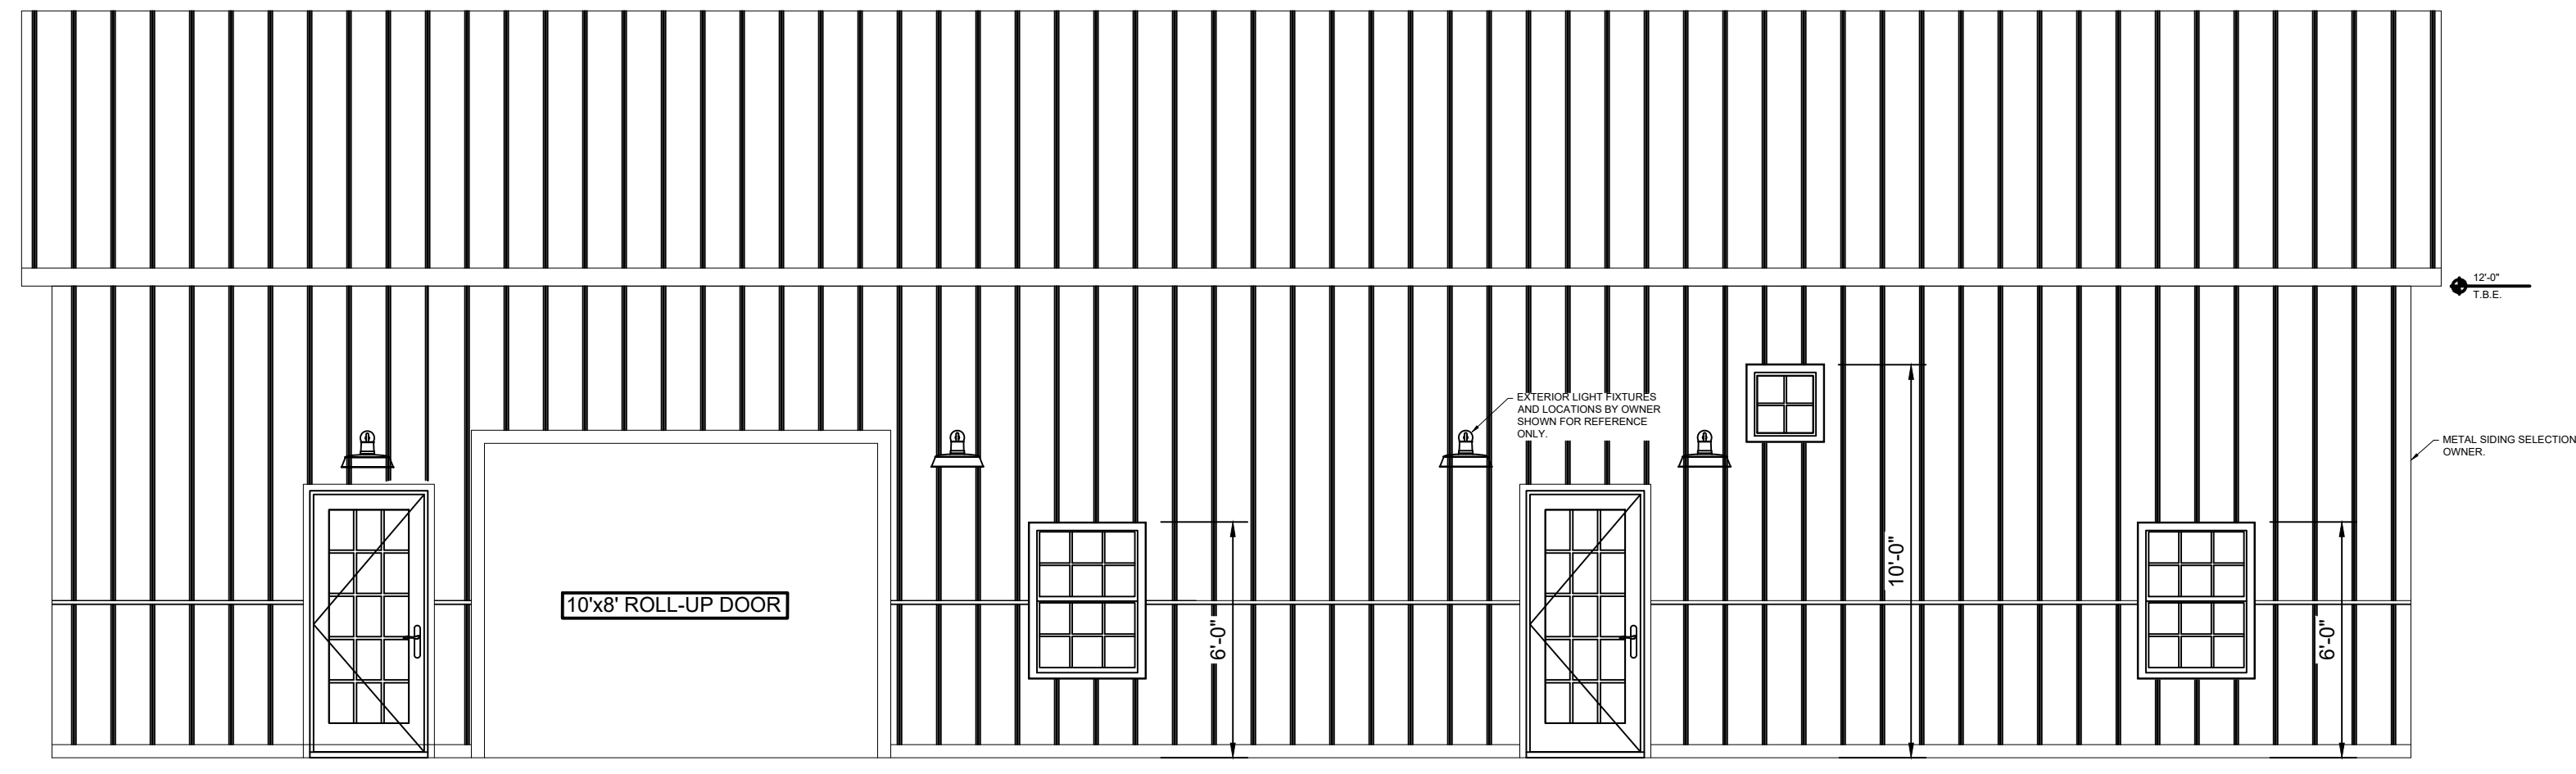 12'-0"
T.B.E.
EXTERIOR LIGHT FIXTURES
AND LOCATIONS BY OWNER
SHOWN FOR REFERENCE
ONLY.
METAL SIDING SELECTION
OWNER.
10'-0"
10'x8' ROLL-UP DOOR
6'-0"
6'-0"